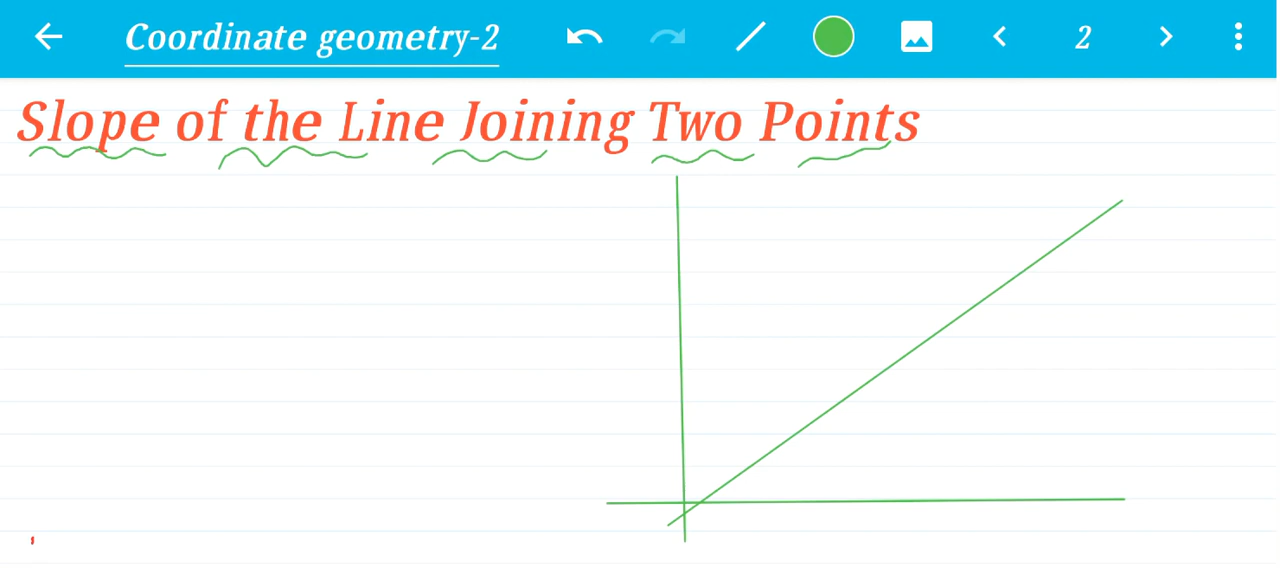 Coordinate geometry-2 2
Slope of the Line Joining Two Points